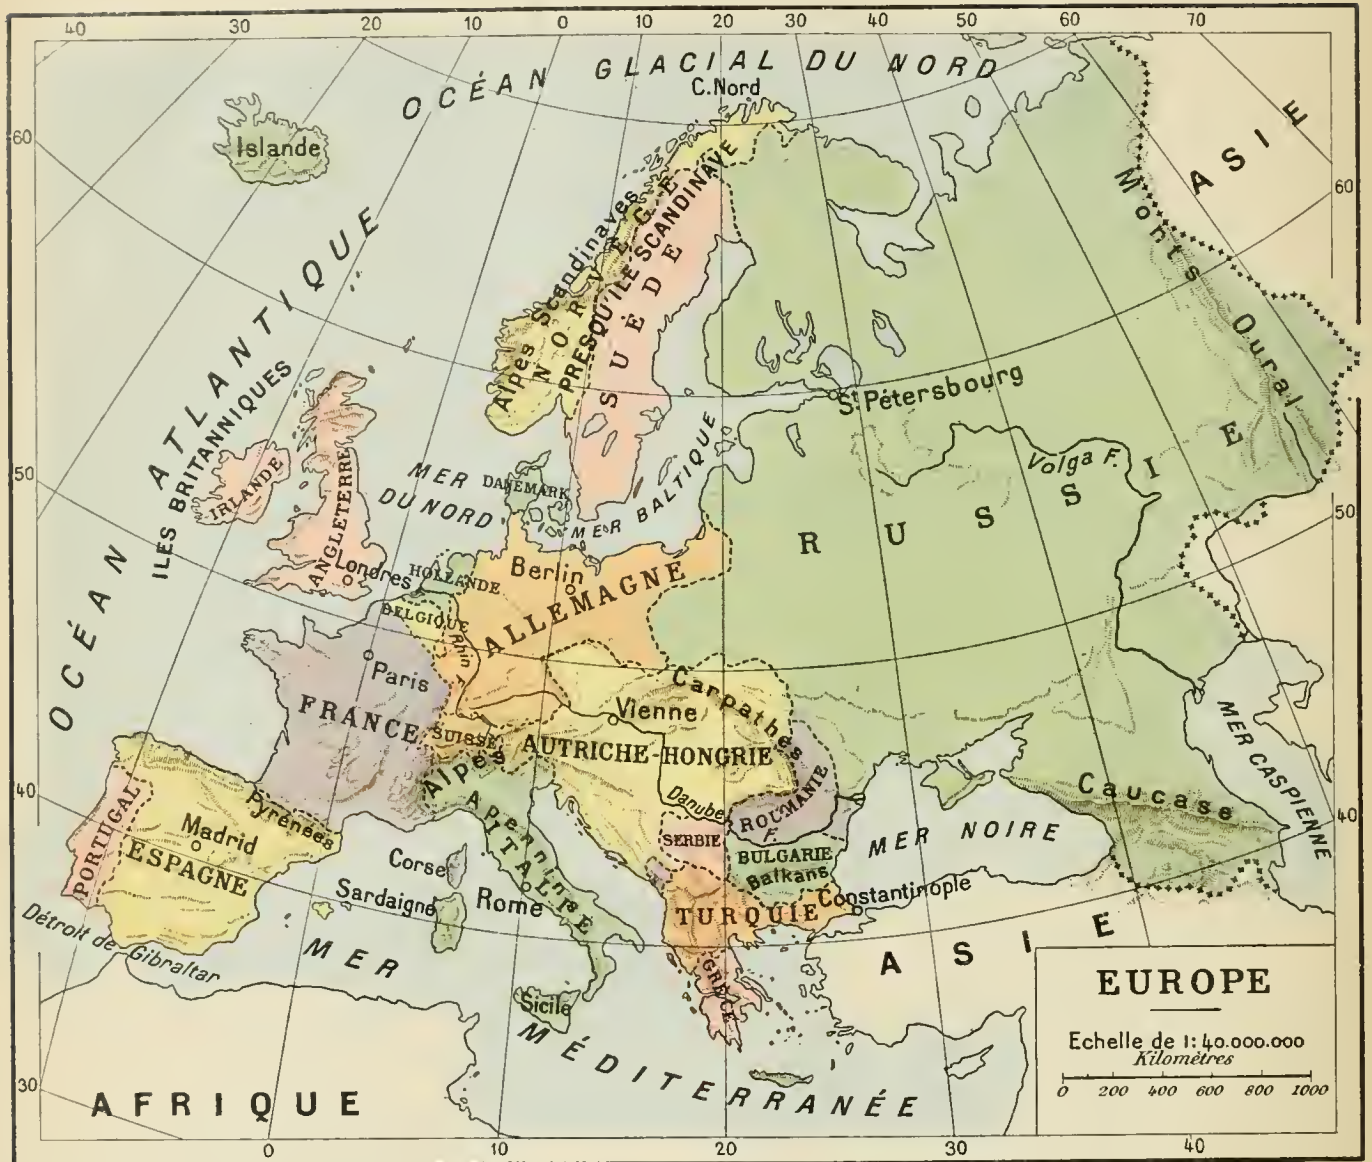 40 30 20 10 0 10 20 30 40 50 60 70
OCÉAN GLACIAL DU NORD
C. Nord
60
Islande
ASIE
60
Monts Oural
Alpes Scandinaves
NORVÈGE
PRESQU'ILE SCANDINAVE
SUÉDE
OCÉAN ATLANTIQUE
ILES BRITANNIQUES
St Pétersbourg
Volga F.
RUSSIE
50
IRLANDE
ANGLETERRE
Londres
MER
DU NORD
DANEMARK
MER BALTIQUE
50
HOLLANDE
Berlin
ALLEMAGNE
BELGIQUE
Rhin F.
Paris
FRANCE
SUISSE
Alpes
Carpathes
Vienne
AUTRICHE-HONGRIE
Danube
F.
ROUMANIE
SERBIE
BULGARIE
Balkans
MER NOIRE
Caucase
MER CASPIENNE
40
40
PORTUGAL
Madrid
ESPAGNE
Pyrénées
Corse
Sardaigne
Rome
Apennins
ITALIE
Sicile
TURQUIE
Constantinople
GRÈCE
ASIE
Détroit de Gibraltar
MER MÉDITERRANÉE
30
AFRIQUE
EUROPE
Echelle de 1:40.000.000
Kilomètres
0 200 400 600 800 1000
0 10 20 30 40